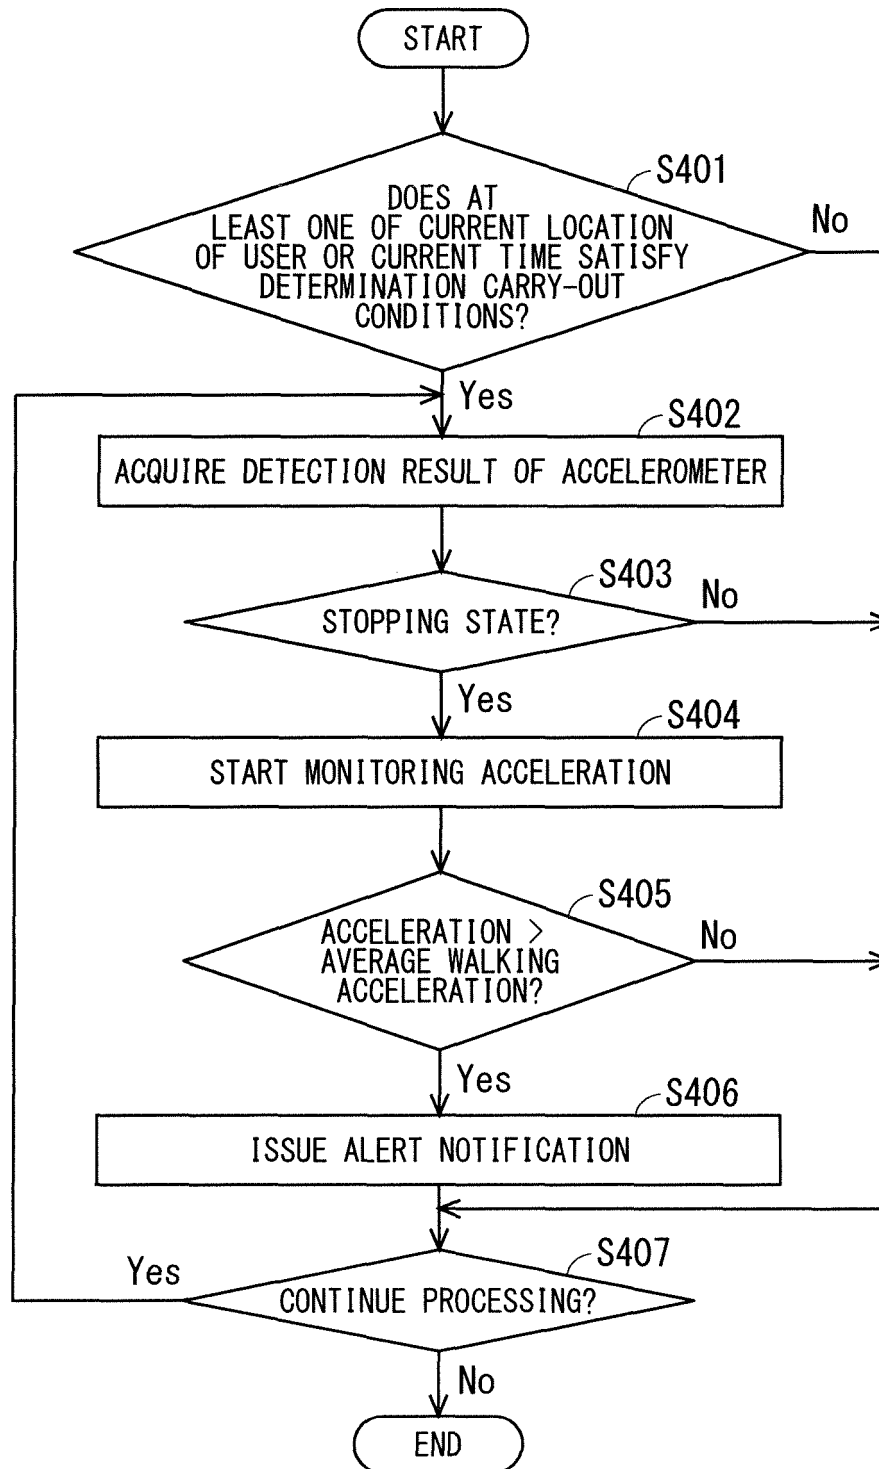 START
S401
DOES AT
LEAST ONE OF CURRENT LOCATION
OF USER OR CURRENT TIME SATISFY
DETERMINATION CARRY-OUT
CONDITIONS?
No
Yes
S402
ACQUIRE DETECTION RESULT OF ACCELEROMETER
S403
STOPPING STATE?
No
Yes
S404
START MONITORING ACCELERATION
S405
ACCELERATION >
AVERAGE WALKING
ACCELERATION?
No
Yes
S406
ISSUE ALERT NOTIFICATION
S407
Yes
CONTINUE PROCESSING?
No
END